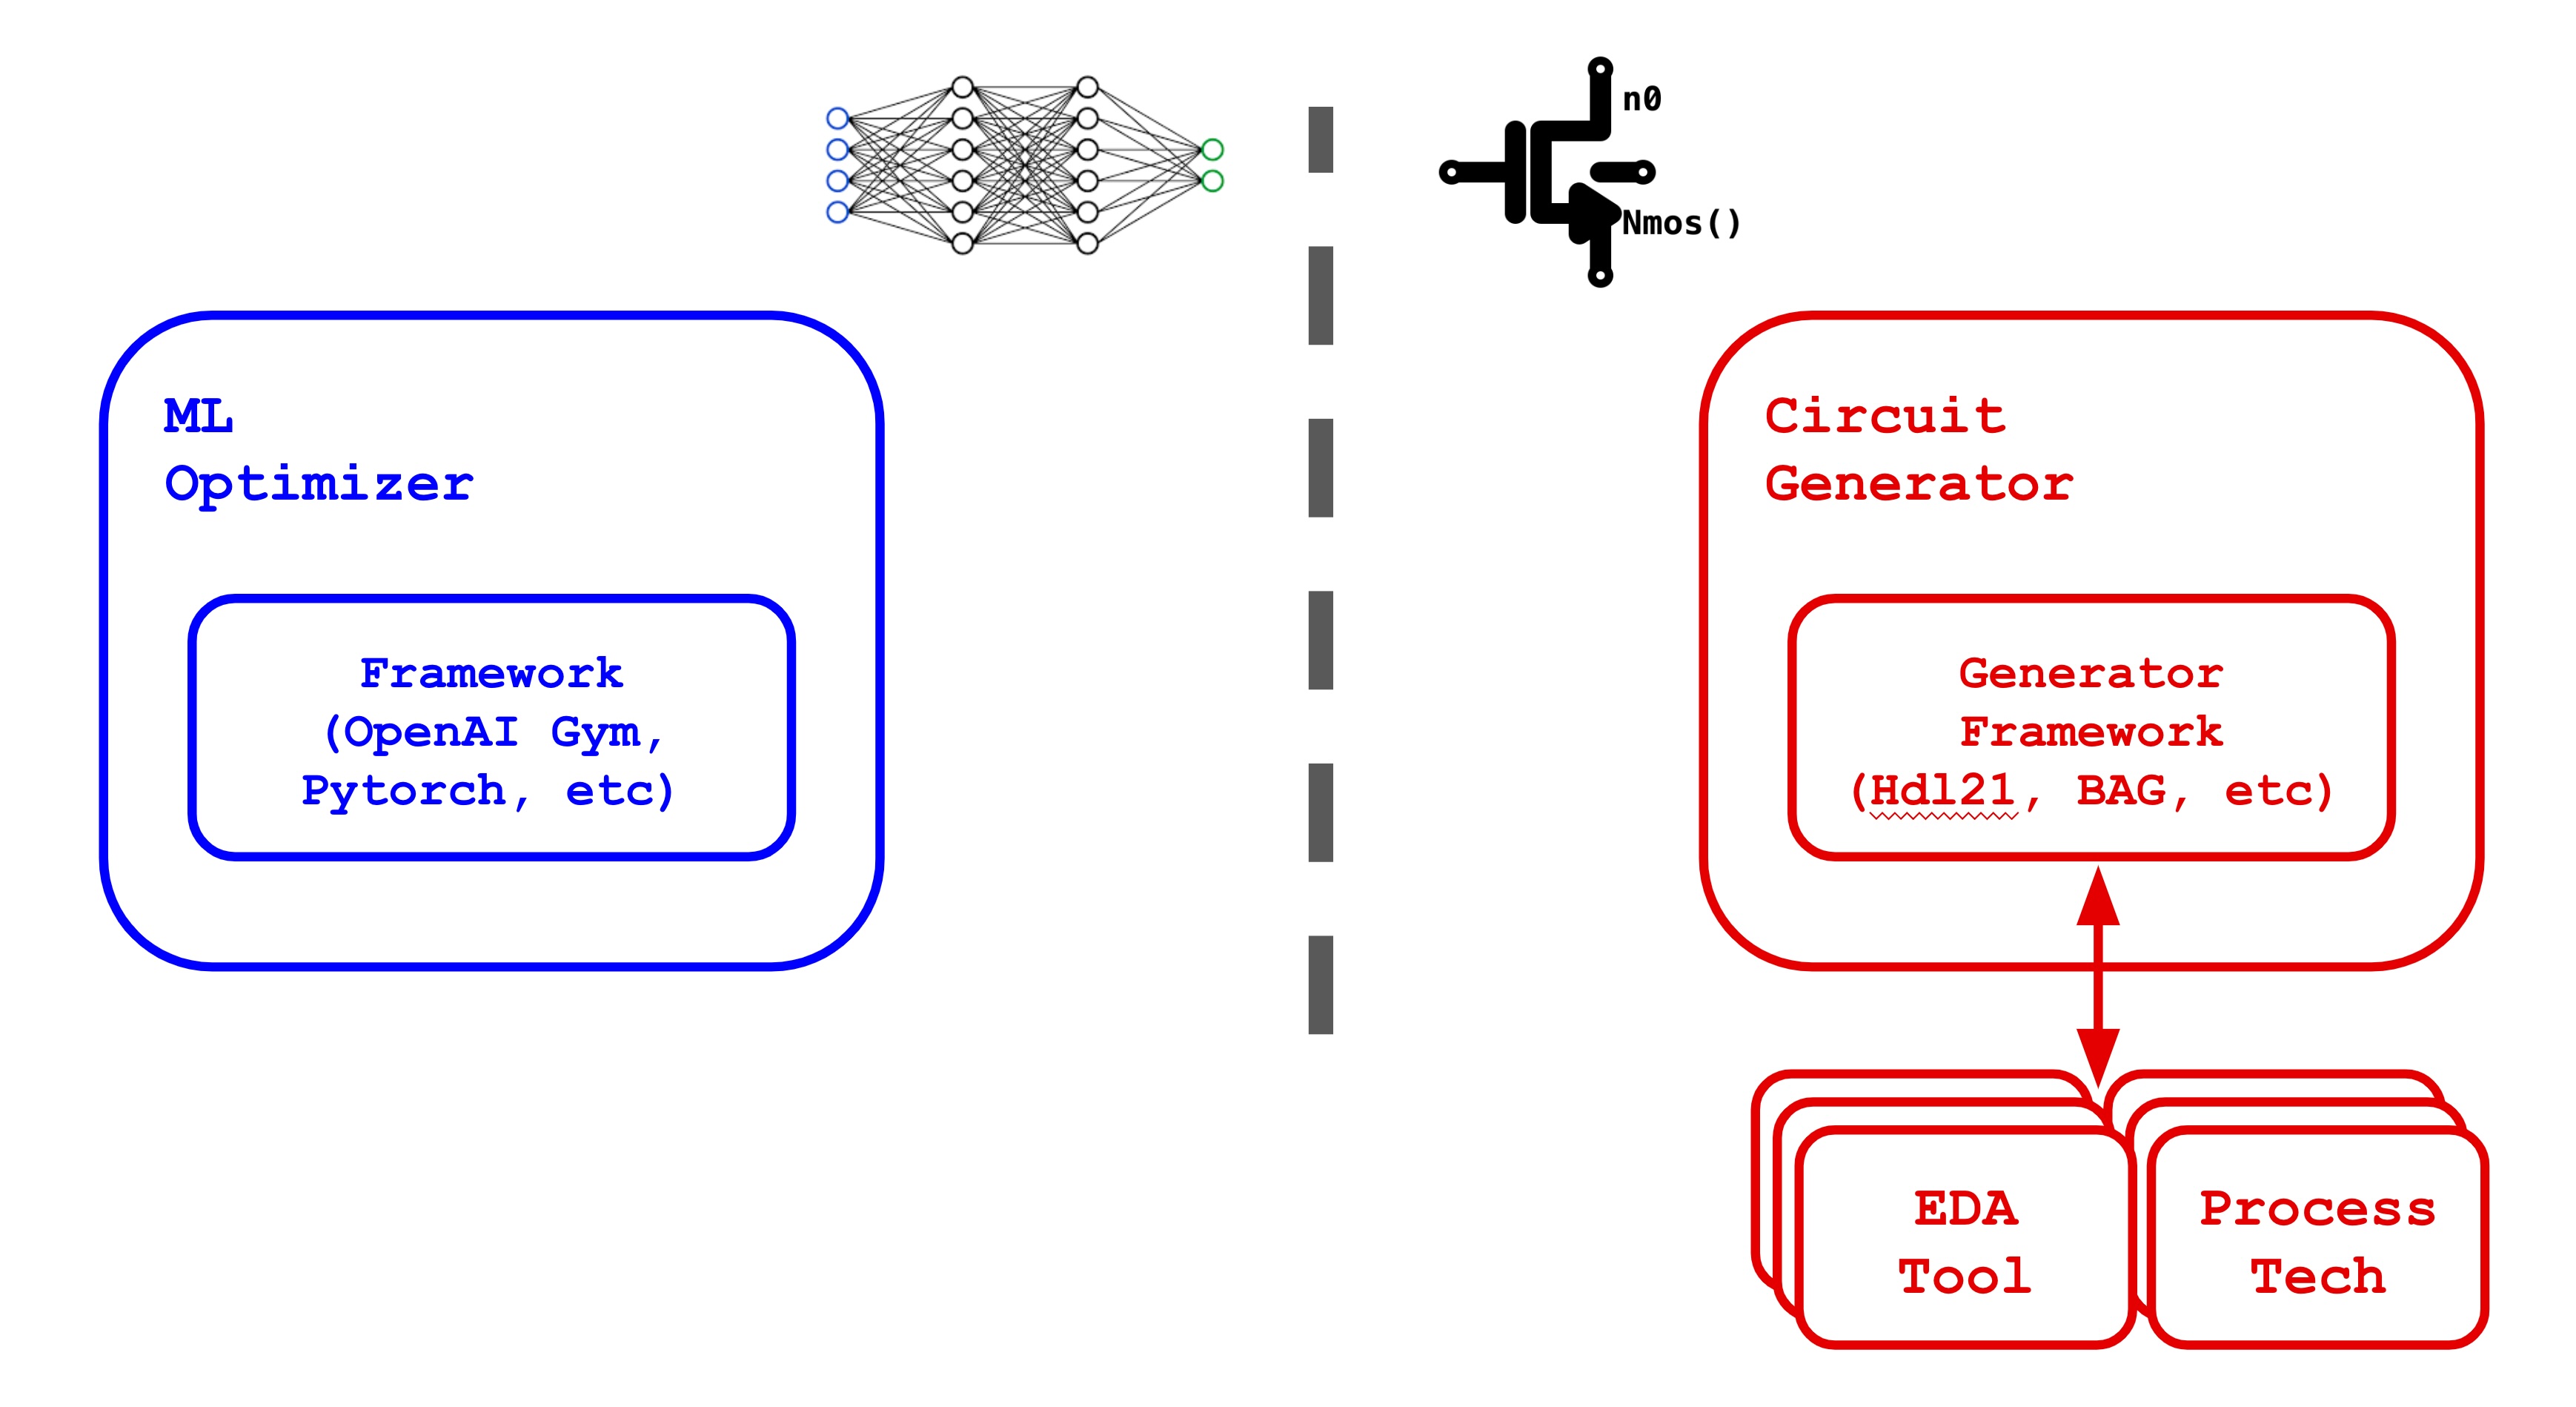 n0
Nmos()
ML
Optimizer
Framework
(OpenAI Gym,
Pytorch, etc)
Circuit
Generator
Generator
Framework
(Hdl21, BAG, etc)
EDA
Tool
Process
Tech